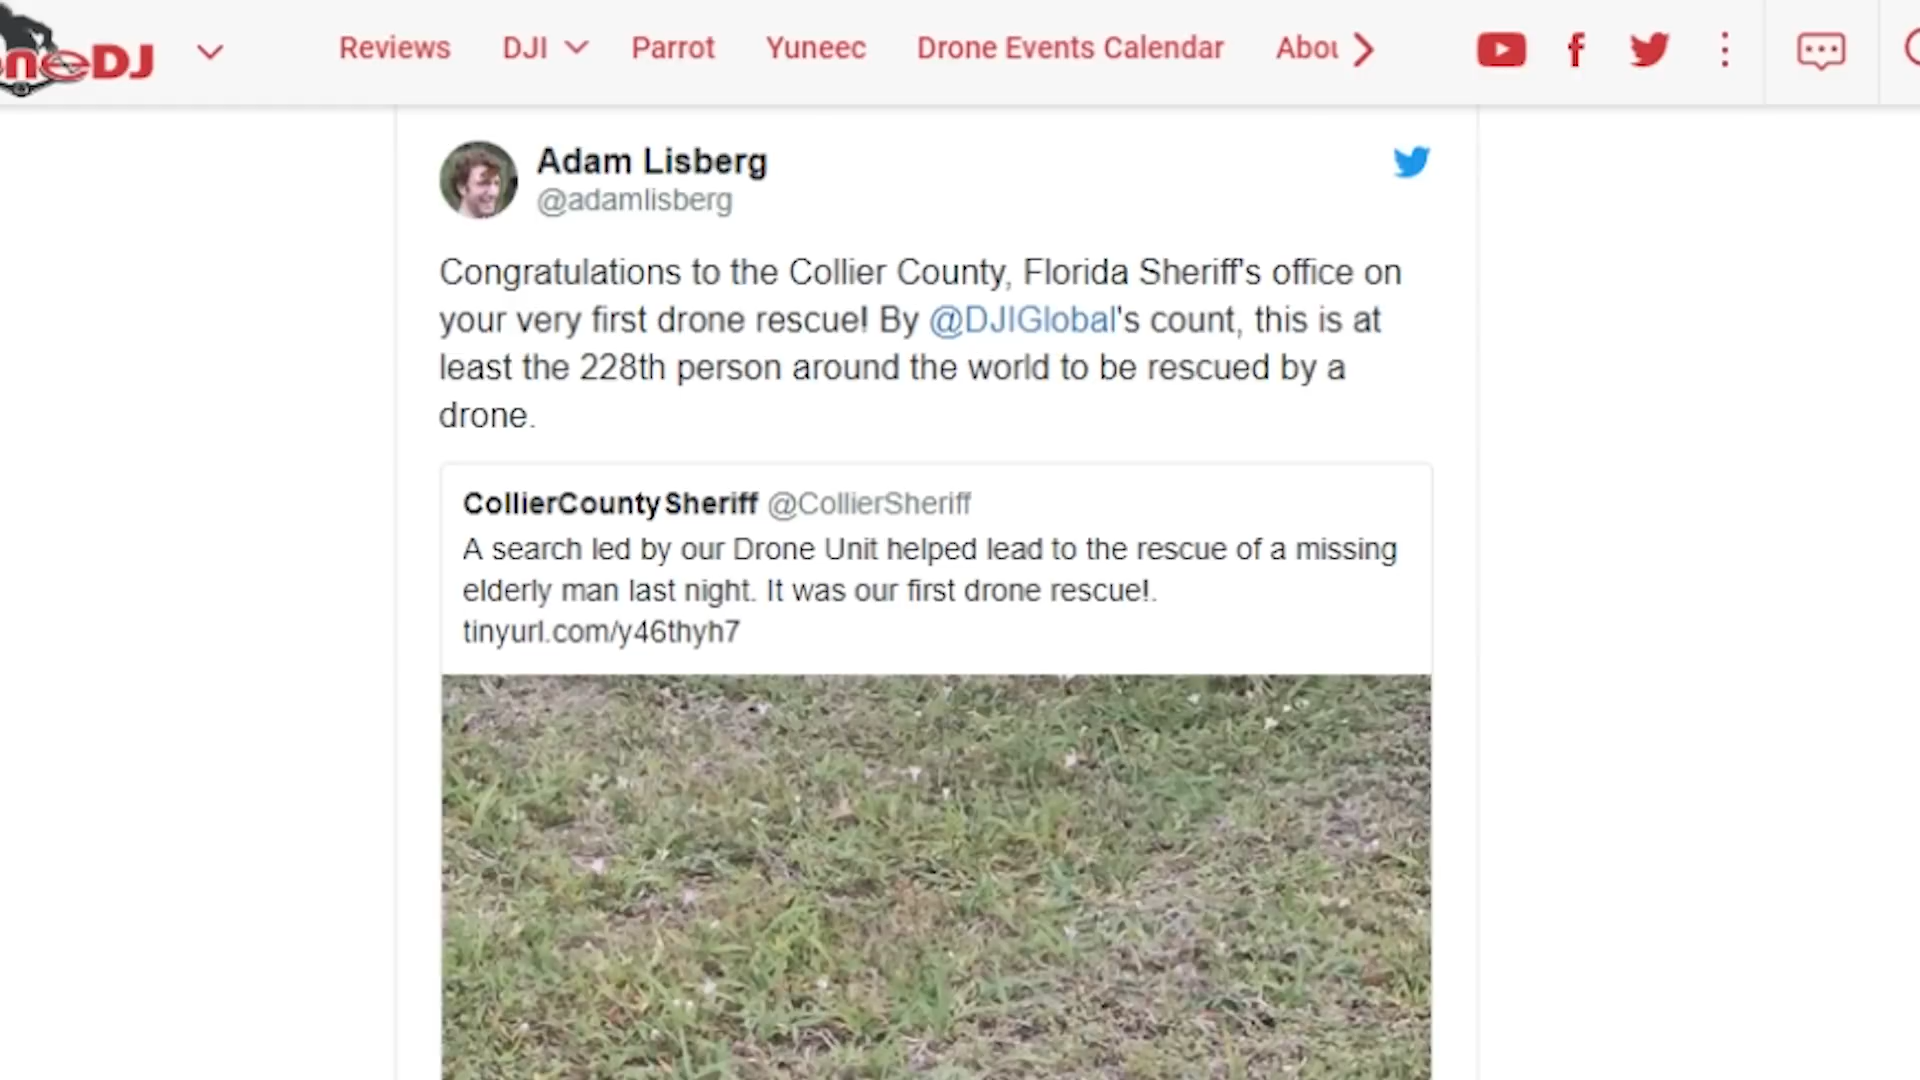 neDJ
Reviews DJI Parrot Yuneec Drone Events Calendar Abou
Adam Lisberg
@adamlisberg
Congratulations to the Collier County, Florida Sheriff's office on
your very first drone rescue! By @DJIGlobal's count, this is at
least the 228th person around the world to be rescued by a
drone.
CollierCountySheriff @CollierSheriff
A search led by our Drone Unit helped lead to the rescue of a missing
elderly man last night. It was our first drone rescue!.
tinyurl.com/y46thyh7